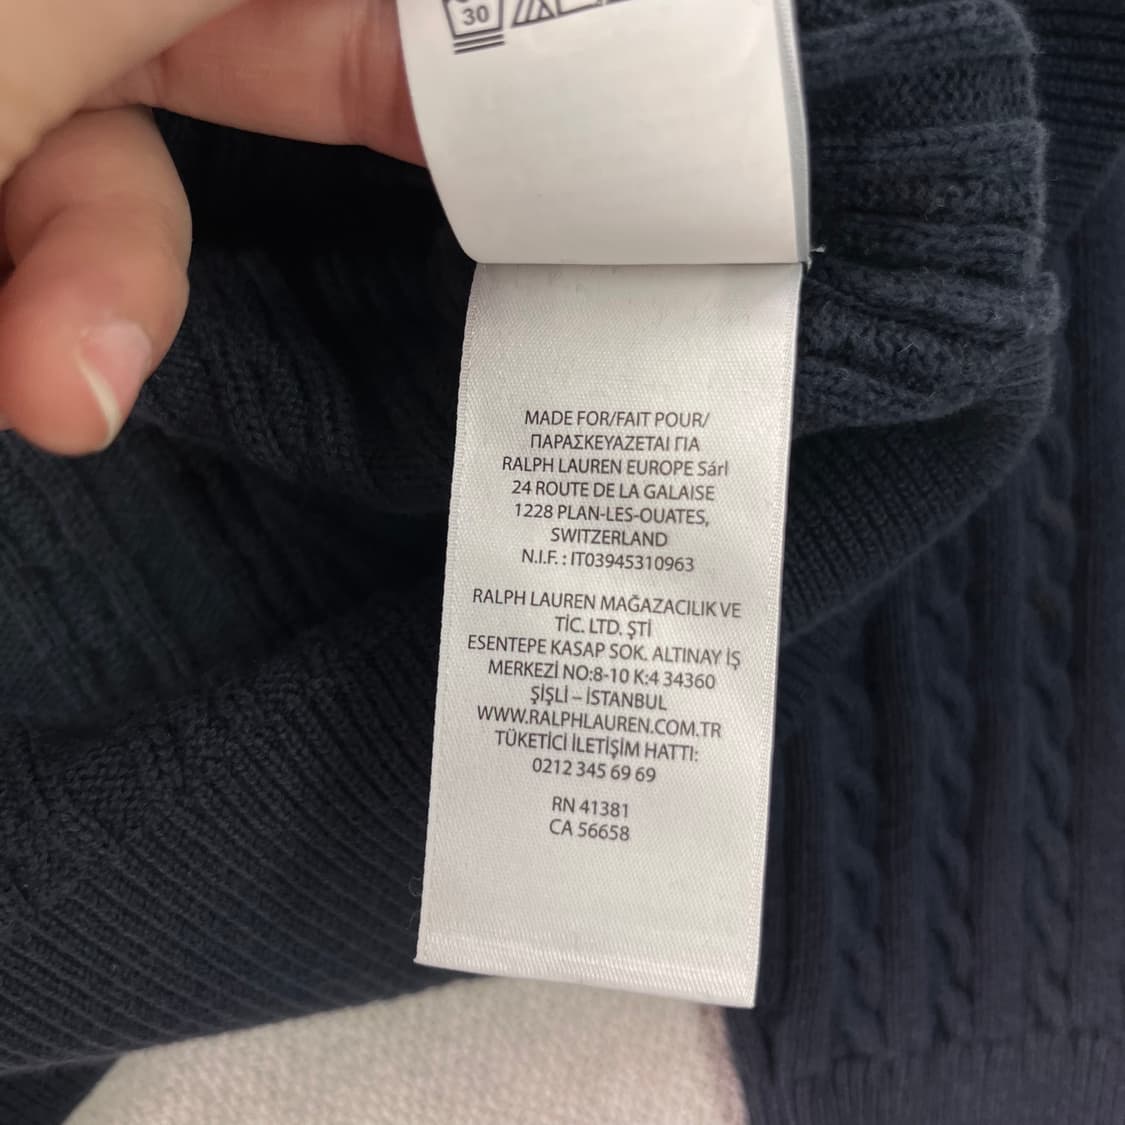 30
MADE FOR/FAIT POUR/
ΠΑΡΑΣΚΕΥΑΖΕΤΑΙ ΓΙΑ
RALPH LAUREN EUROPE Sárl
24 ROUTE DE LA GALAISE
1228 PLAN-LES-OUATES,
SWITZERLAND
N.I.F. : IT03945310963
RALPH LAUREN MAĞAZACILIK VE
TİC. LTD. ŞTİ
ESENTEPE KASAP SOK. ALTINAY İŞ
MERKEZİ NO:8-10 K:4 34360
ŞİŞLİ – İSTANBUL
WWW.RALPHLAUREN.COM.TR
TÜKETİCİ İLETİŞİM HATTI:
0212 345 69 69
RN 41381
CA 56658